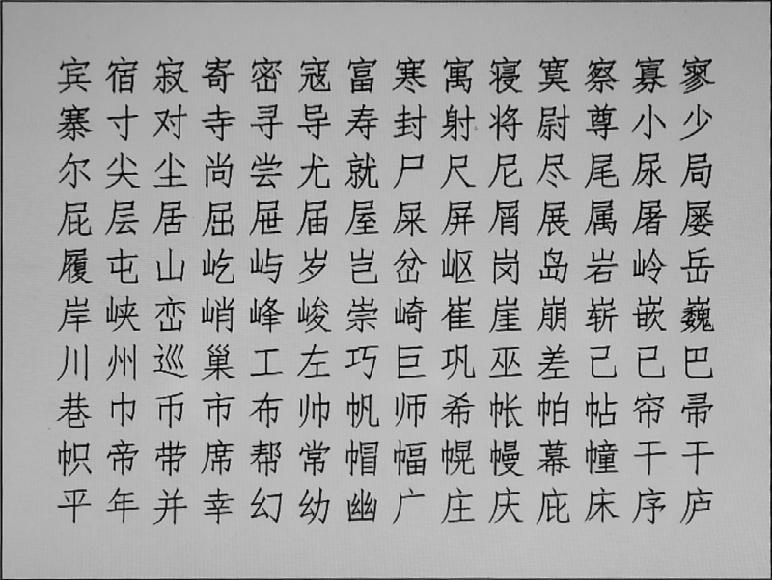 宾宿寂寄密寇富寒寓寝寞察寡寥
寨寸对寺寻导寿封射将尉尊小少
尔尖尘尚尝尤就尸尺尼尽尾尿局
屁层居屈屉届屋屎屏屑展属屠屡
履屯山屹屿岁岂岔岖岗岛岩岭岳
岸峡峦峭峰峻崇崎崔崖崩崭嵌巍
川州巡巢工左巧巨巩巫差己已巴
巷巾币市布帅帆师希帐帕帖帘帚
帜帝带席帮常帽幅幌幔幕幢干干
平年并幸幻幼幽广庄庆庇床序庐